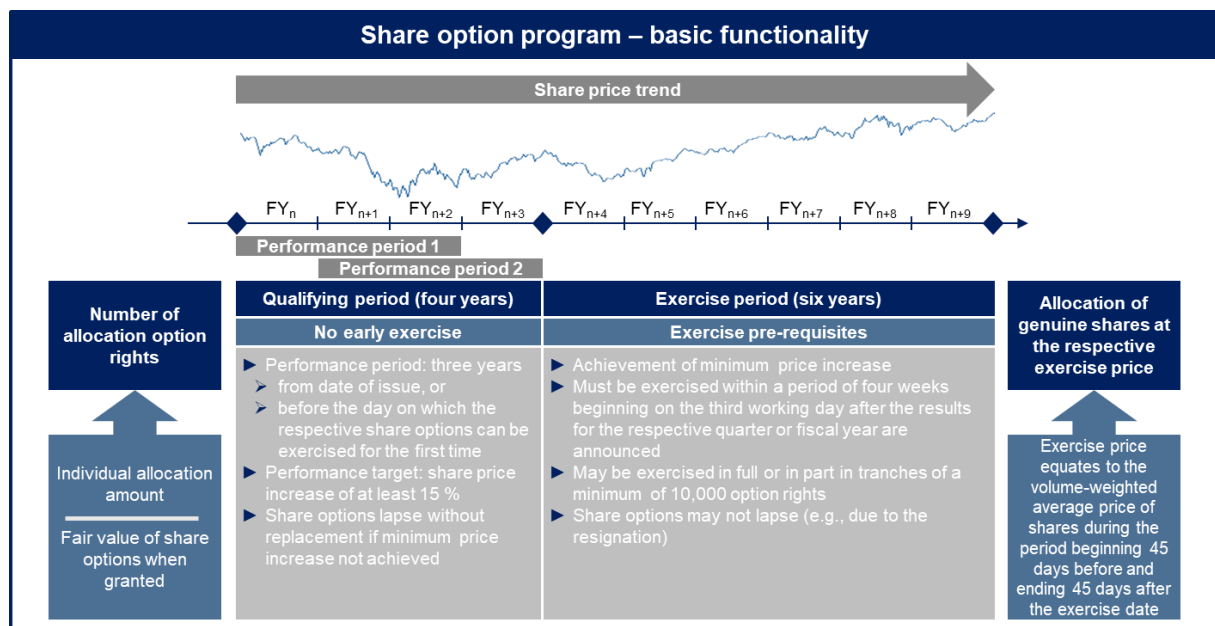 Share option program – basic functionality
Share price trend
FYn FYn+1 FYn+2 FYn+3 FYn+4 FYn+5 FYn+6 FYn+7 FYn+8 FYn+9
Performance period 1
Performance period 2
Number of
allocation option
rights
Individual allocation
amount
Fair value of share
options when
granted
Qualifying period (four years)
No early exercise
► Performance period: three years
➢ from date of issue, or
➢ before the day on which the
respective share options can be
exercised for the first time
► Performance target: share price
increase of at least 15 %
► Share options lapse without
replacement if minimum price
increase not achieved
Exercise period (six years)
Exercise pre-requisites
► Achievement of minimum price increase
► Must be exercised within a period of four weeks
beginning on the third working day after the results
for the respective quarter or fiscal year are
announced
► May be exercised in full or in part in tranches of a
minimum of 10,000 option rights
► Share options may not lapse (e.g., due to the
resignation)
Allocation of
genuine shares at
the respective
exercise price
Exercise price
equates to the
volume-weighted
average price of
shares during the
period beginning 45
days before and
ending 45 days after
the exercise date